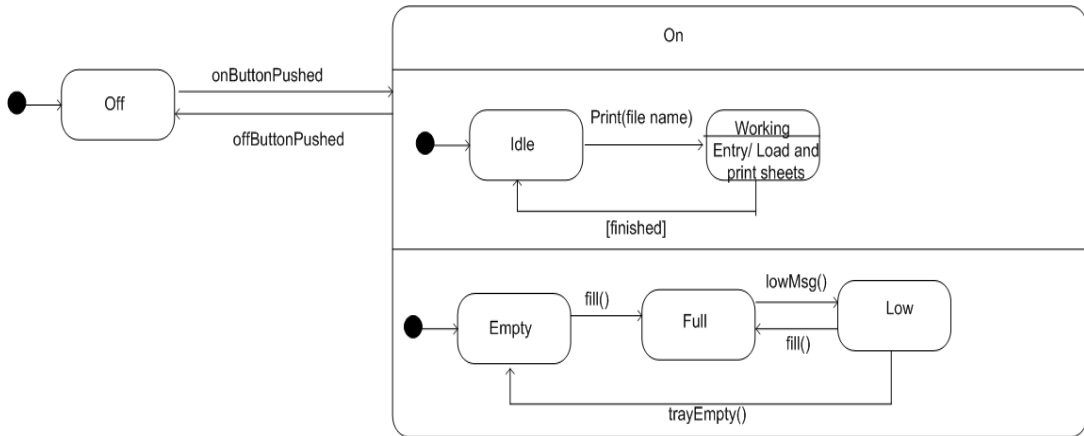 On
onButtonPushed
Off
offButtonPushed
Print(file name)
Idle
Working
Entry/ Load and
print sheets
[finished]
lowMsg()
fill()
Empty
Full
Low
fill()
trayEmpty()